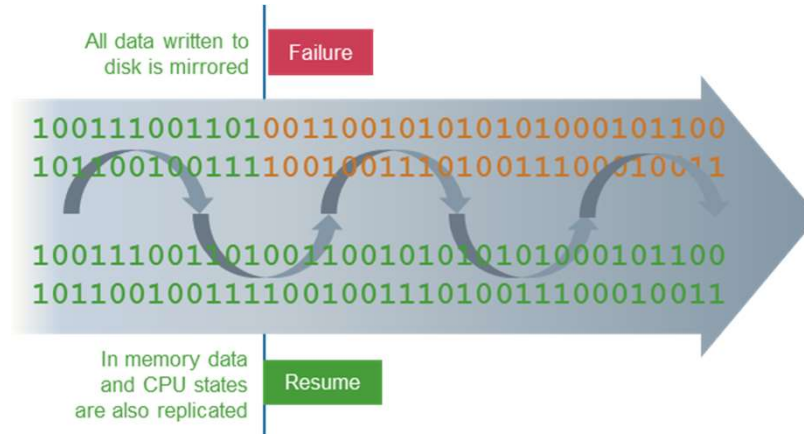 All data written to
disk is mirrored
Failure
100111001101001100101010101000101100
101100100111100100111010011100010011
100111001101001100101010101000101100
101100100111100100111010011100010011
In memory data
and CPU states
are also replicated
Resume